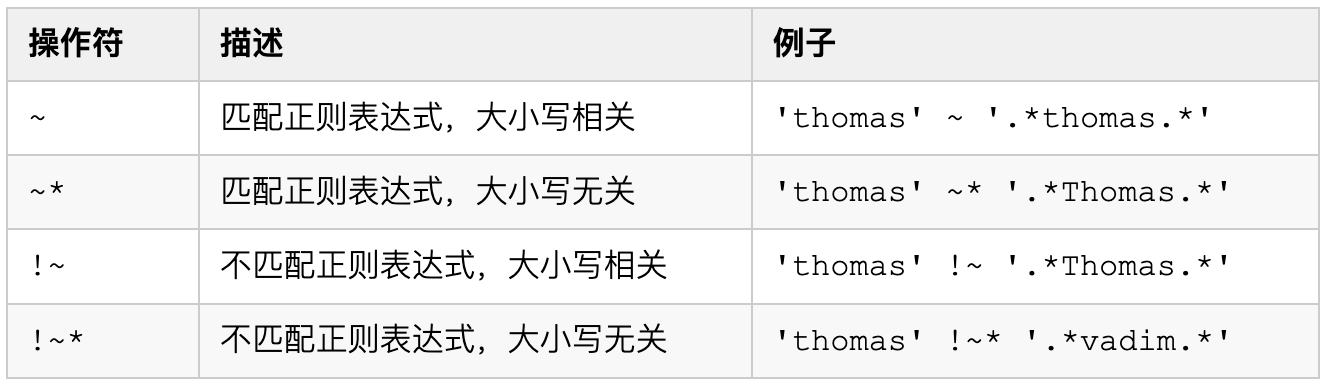 操作符 描述 例子
~ 匹配正则表达式，大小写相关 'thomas' ~ '.*thomas.*'
~* 匹配正则表达式，大小写无关 'thomas' ~* '.*Thomas.*'
!~ 不匹配正则表达式，大小写相关 'thomas' !~ '.*Thomas.*'
!~* 不匹配正则表达式，大小写无关 'thomas' !~* '.*vadim.*'